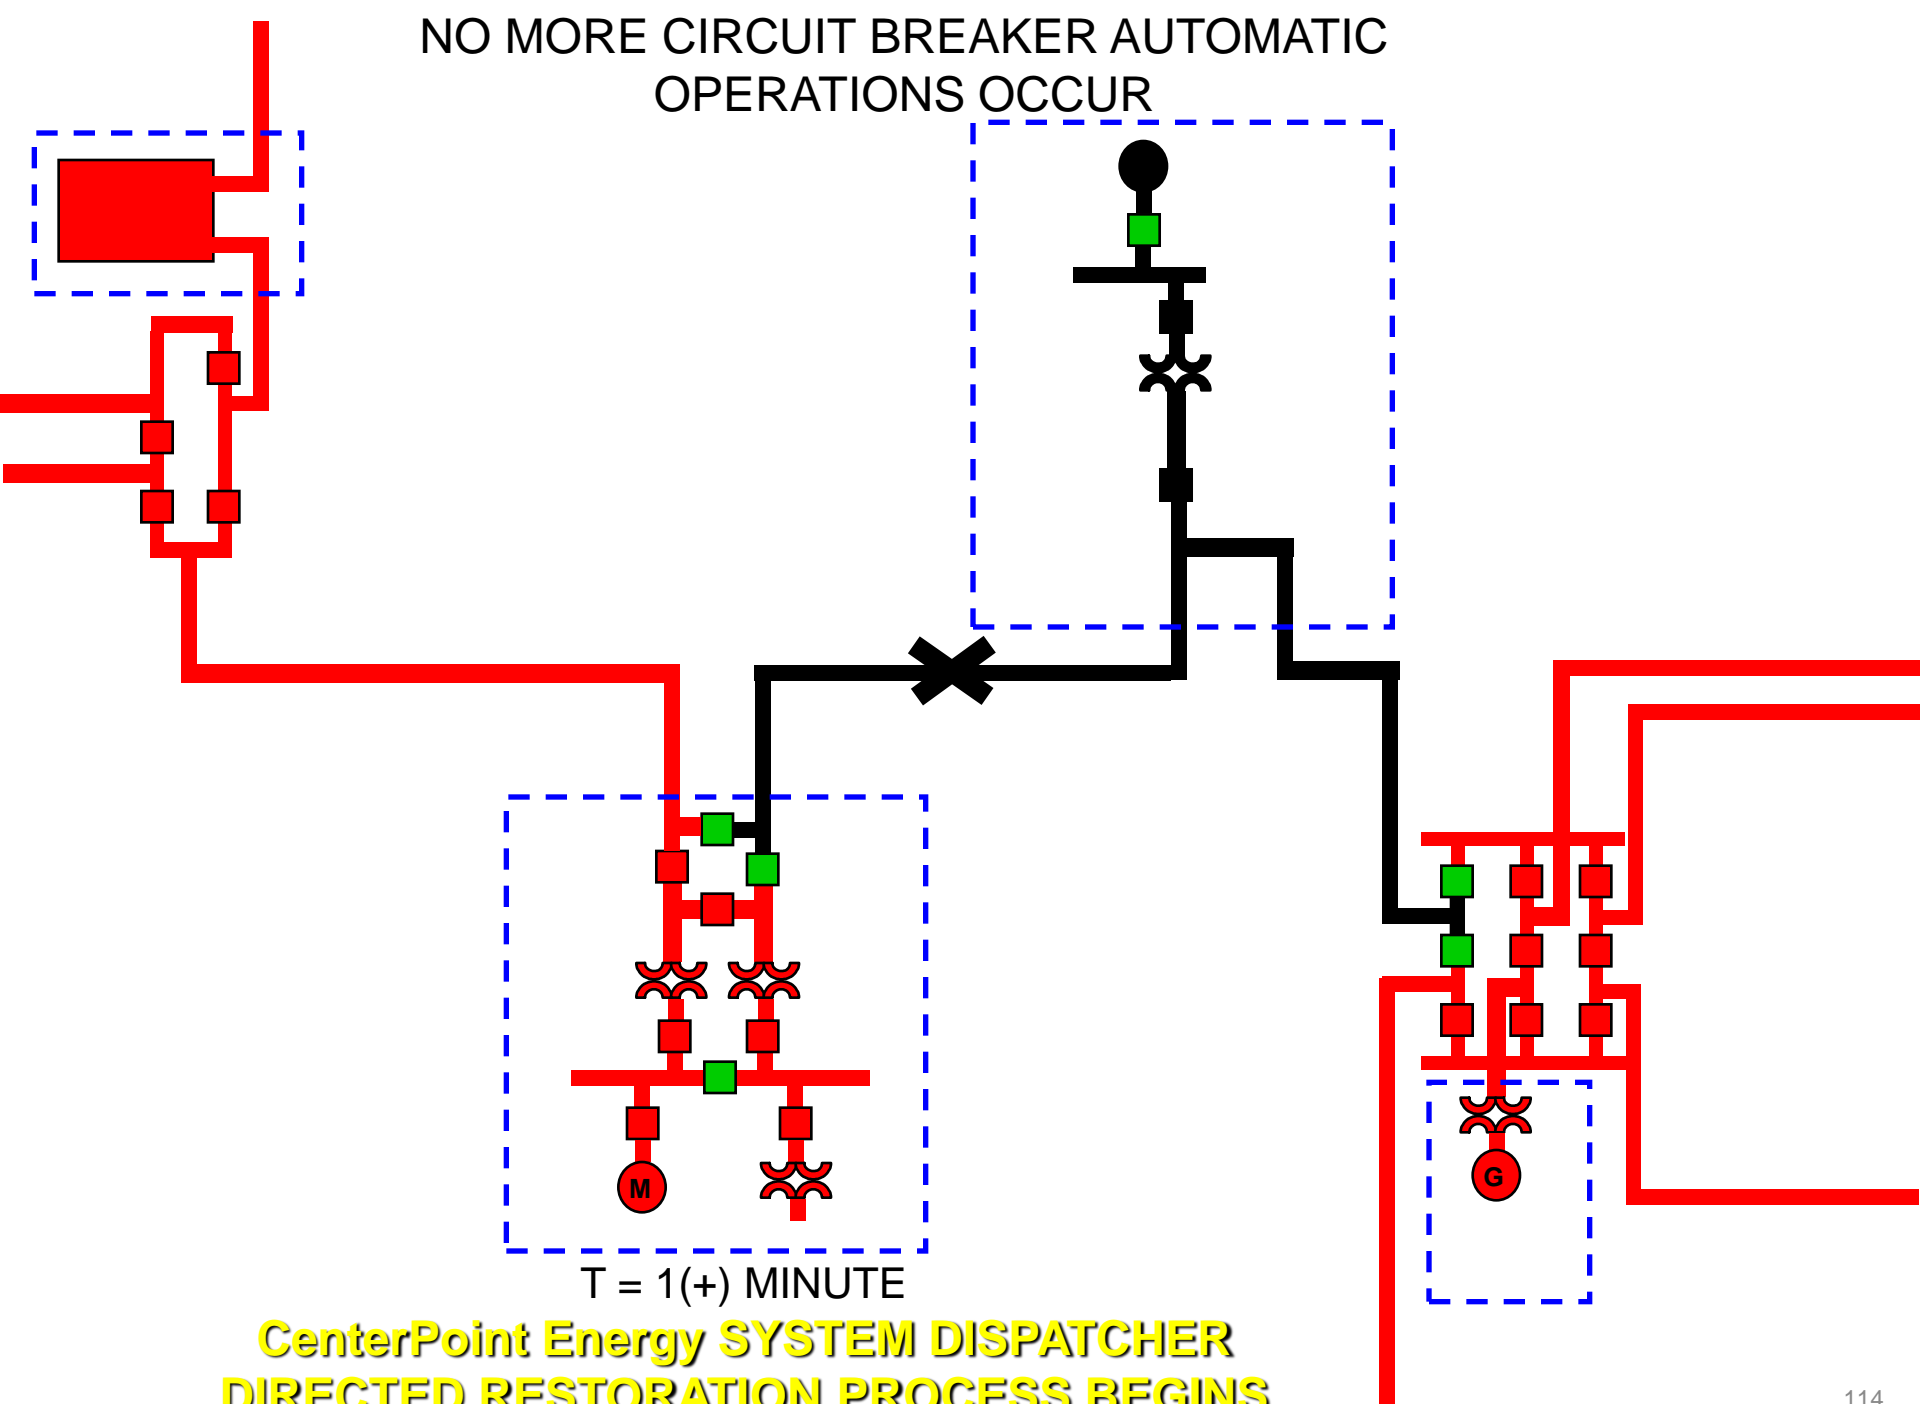 NO MORE CIRCUIT BREAKER AUTOMATIC
OPERATIONS OCCUR
M
G
T = 1(+) MINUTE
CenterPoint Energy SYSTEM DISPATCHER
DIRECTED RESTORATION PROCESS BEGINS
114